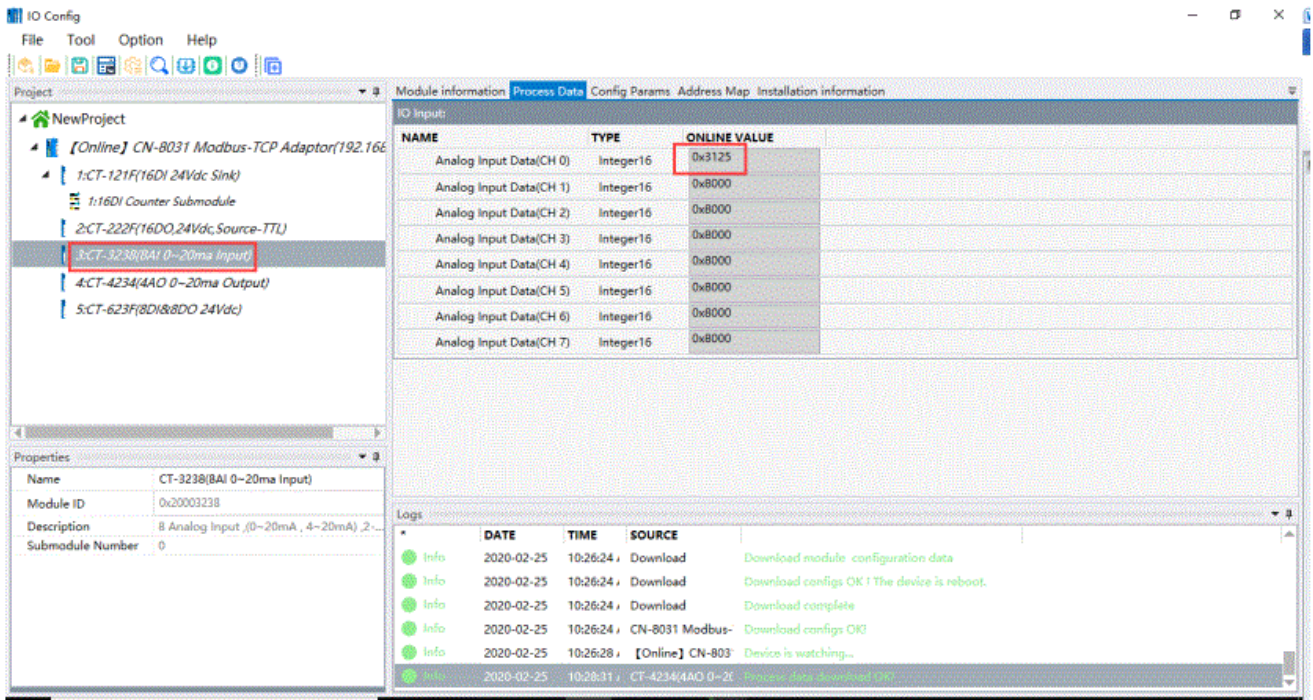 IO Config
File Tool Option Help
Project
NewProject
【Online】CN-8031 Modbus-TCP Adaptor(192.168
1:CT-121F(16DI 24Vdc Sink)
1:16DI Counter Submodule
2:CT-222F(16DO,24Vdc,Source-TTL)
3:CT-3238(8AI 0~20ma Input)
4:CT-4234(4AO 0~20ma Output)
5:CT-623F(8DI&8DO 24Vdc)
Properties
Name CT-3238(8AI 0~20ma Input)
Module ID 0x20003238
Description 8 Analog Input ,(0~20mA , 4~20mA) ,2-...
Submodule Number 0
Module information Process Data Config Params Address Map Installation information
IO Input:
NAME TYPE ONLINE VALUE
Analog Input Data(CH 0) Integer16 0x3125
Analog Input Data(CH 1) Integer16 0x8000
Analog Input Data(CH 2) Integer16 0x8000
Analog Input Data(CH 3) Integer16 0x8000
Analog Input Data(CH 4) Integer16 0x8000
Analog Input Data(CH 5) Integer16 0x8000
Analog Input Data(CH 6) Integer16 0x8000
Analog Input Data(CH 7) Integer16 0x8000
Logs
* DATE TIME SOURCE
Info 2020-02-25 10:26:24 Download Download module configuration data
Info 2020-02-25 10:26:24 Download Download configs OK ! The device is reboot.
Info 2020-02-25 10:26:24 Download Download complete
Info 2020-02-25 10:26:24 CN-8031 Modbus- Download configs OK!
Info 2020-02-25 10:26:28 【Online】CN-803 Device is watching...
Info 2020-02-25 10:28:31 CT-4234(4AO 0~2 Process data download OK!